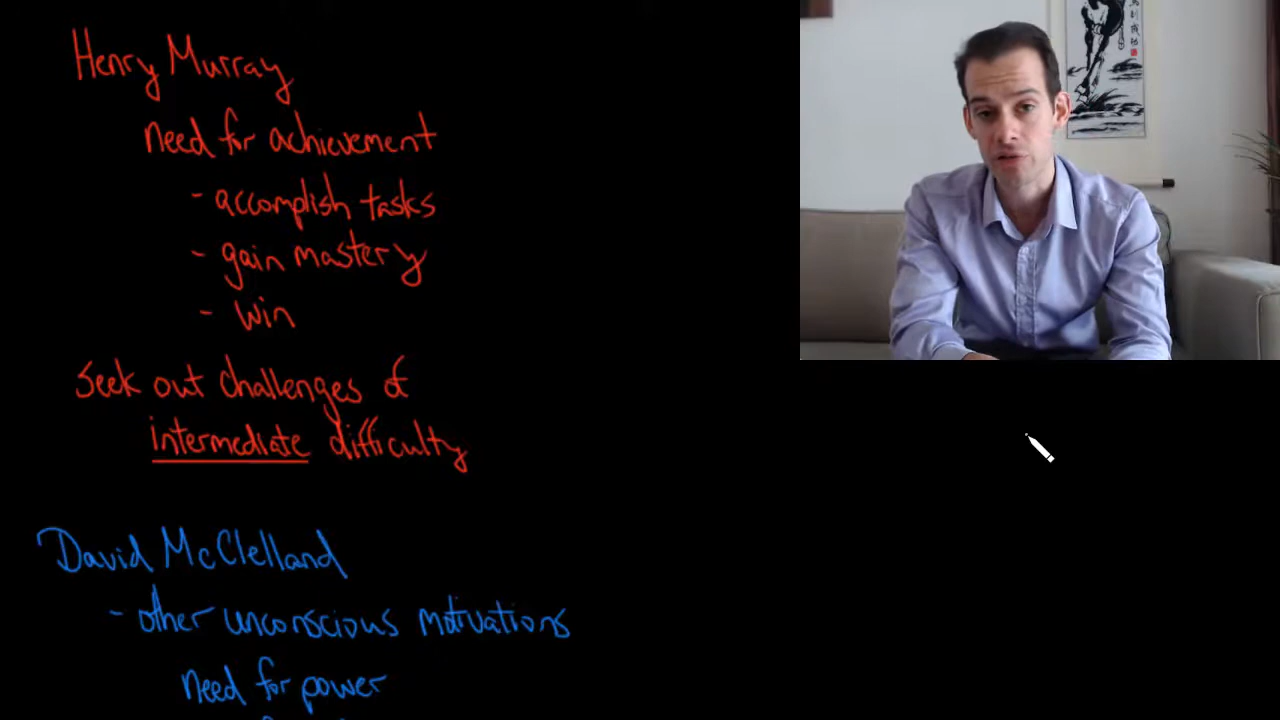 Henry Murray
need for achievement
- accomplish tasks
- gain mastery
- win
seek out challenges of
intermediate difficulty
David McClelland
- other unconscious motivations
need for power